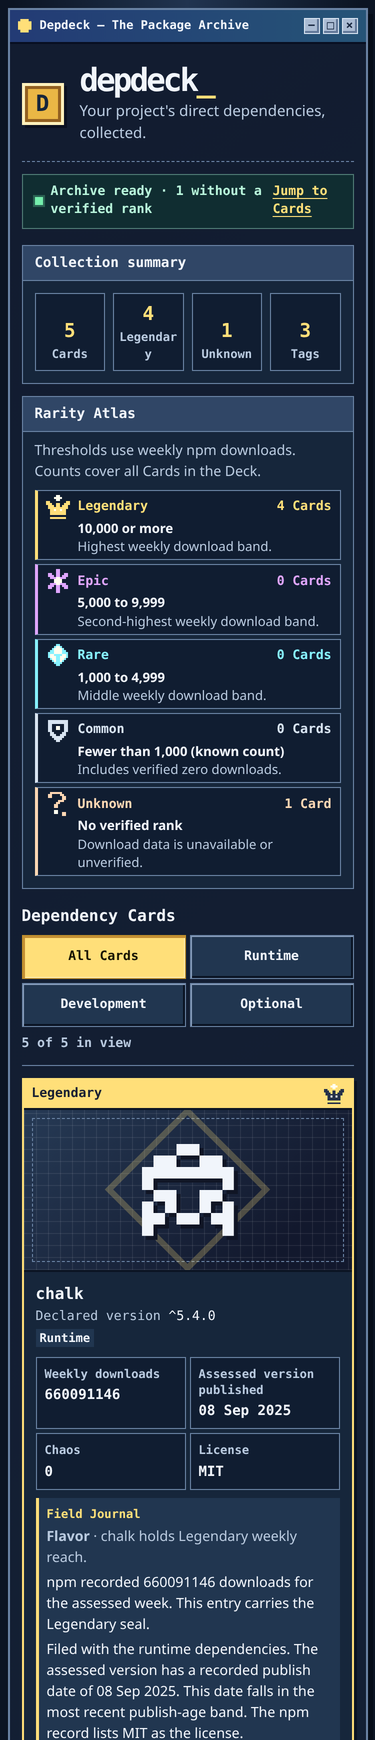 Depdeck — The Package Archive
D
depdeck_
Your project's direct dependencies,
collected.
Archive ready · 1 without a
verified rank
Jump to
Cards
Collection summary
5
Cards
4
Legendar
y
1
Unknown
3
Tags
Rarity Atlas
Thresholds use weekly npm downloads.
Counts cover all Cards in the Deck.
Legendary 4 Cards
10,000 or more
Highest weekly download band.
Epic 0 Cards
5,000 to 9,999
Second-highest weekly download band.
Rare 0 Cards
1,000 to 4,999
Middle weekly download band.
Common 0 Cards
Fewer than 1,000 (known count)
Includes verified zero downloads.
Unknown 1 Card
No verified rank
Download data is unavailable or
unverified.
Dependency Cards
All Cards
Runtime
Development
Optional
5 of 5 in view
Legendary
chalk
Declared version ^5.4.0
Runtime
Weekly downloads
660091146
Assessed version
published
08 Sep 2025
Chaos
0
License
MIT
Field Journal
Flavor · chalk holds Legendary weekly
reach.
npm recorded 660091146 downloads for
the assessed week. This entry carries the
Legendary seal.
Filed with the runtime dependencies. The
assessed version has a recorded publish
date of 08 Sep 2025. This date falls in the
most recent publish-age band. The npm
record lists MIT as the license.